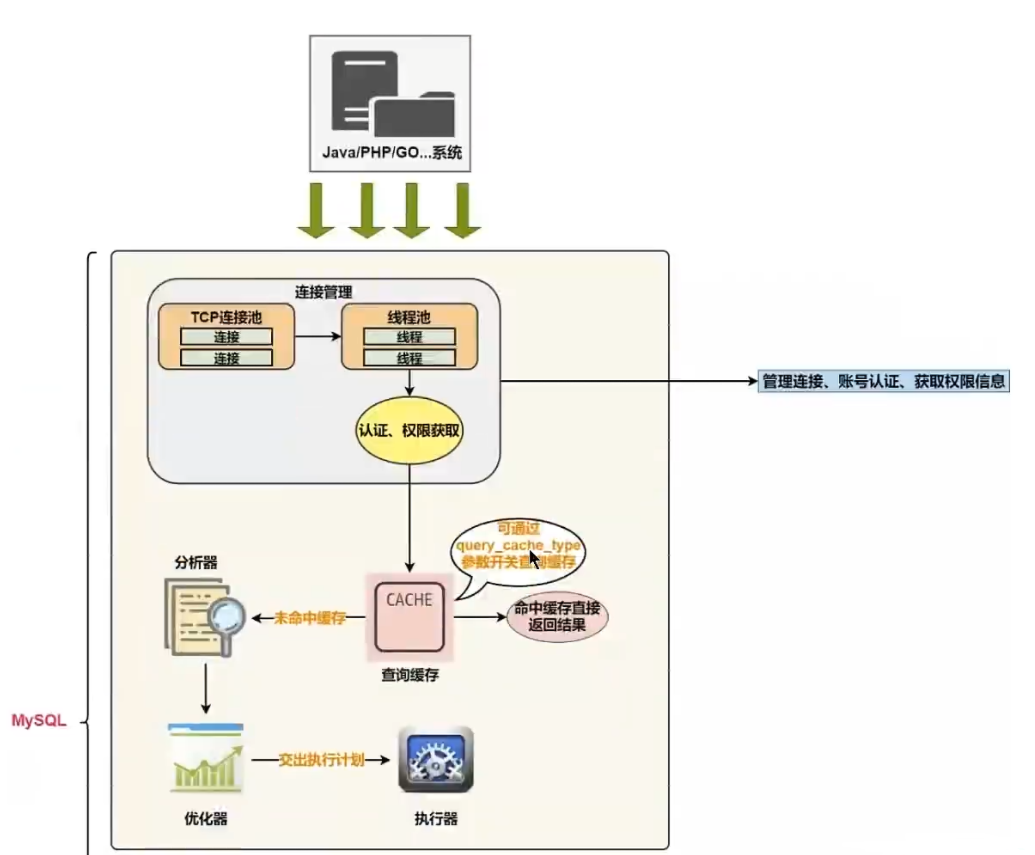 Java/PHP/GO...系统
连接管理
TCP连接池
连接
连接
线程池
线程
线程
认证、权限获取
管理连接、账号认证、获取权限信息
可通过
query_cache_type
参数开关查询缓存
分析器
未命中缓存
CACHE
命中缓存直接
返回结果
查询缓存
MySQL
交出执行计划
优化器
执行器